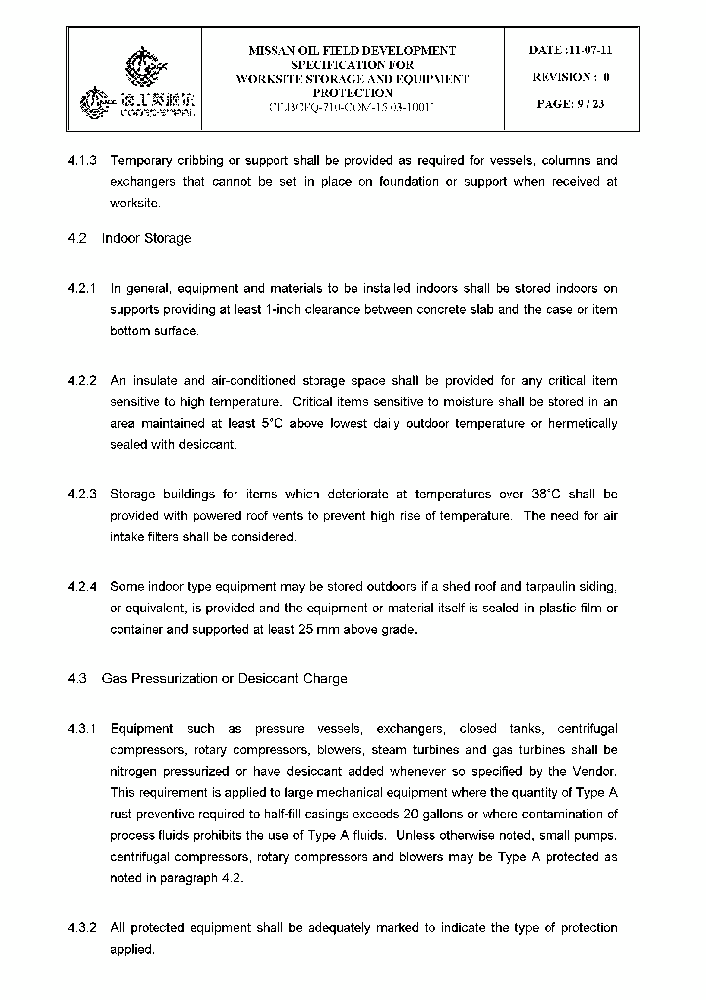 MISSAN OIL FIELD DEVELOPMENT
SPECIFICATION FOR
WORKSITE STORAGE AND EQUIPMENT
PROTECTION
CILBCFQ-710-COM-15.03-10011
DATE :11-07-11
REVISION : 0
PAGE: 9 / 23
海工英派尔
COOEC-ENPAL
4.1.3 Temporary cribbing or support shall be provided as required for vessels, columns and
exchangers that cannot be set in place on foundation or support when received at
worksite.
4.2 Indoor Storage
4.2.1 In general, equipment and materials to be installed indoors shall be stored indoors on
supports providing at least 1-inch clearance between concrete slab and the case or item
bottom surface.
4.2.2 An insulate and air-conditioned storage space shall be provided for any critical item
sensitive to high temperature. Critical items sensitive to moisture shall be stored in an
area maintained at least 5°C above lowest daily outdoor temperature or hermetically
sealed with desiccant.
4.2.3 Storage buildings for items which deteriorate at temperatures over 38°C shall be
provided with powered roof vents to prevent high rise of temperature. The need for air
intake filters shall be considered.
4.2.4 Some indoor type equipment may be stored outdoors if a shed roof and tarpaulin siding,
or equivalent, is provided and the equipment or material itself is sealed in plastic film or
container and supported at least 25 mm above grade.
4.3 Gas Pressurization or Desiccant Charge
4.3.1 Equipment such as pressure vessels, exchangers, closed tanks, centrifugal
compressors, rotary compressors, blowers, steam turbines and gas turbines shall be
nitrogen pressurized or have desiccant added whenever so specified by the Vendor.
This requirement is applied to large mechanical equipment where the quantity of Type A
rust preventive required to half-fill casings exceeds 20 gallons or where contamination of
process fluids prohibits the use of Type A fluids. Unless otherwise noted, small pumps,
centrifugal compressors, rotary compressors and blowers may be Type A protected as
noted in paragraph 4.2.
4.3.2 All protected equipment shall be adequately marked to indicate the type of protection
applied.